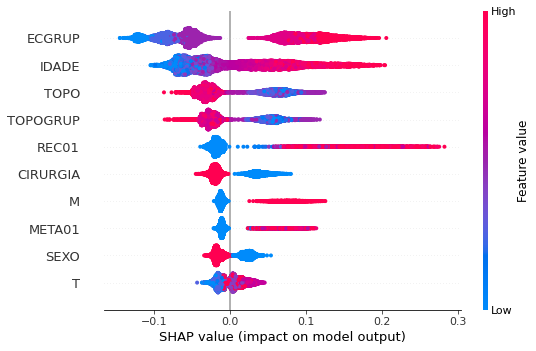 High
ECGRUP
IDADE
TOPO
TOPOGRUP
REC01
CIRURGIA
M
META01
SEXO
T
Feature value
Low
−0.1 0.0 0.1 0.2 0.3
SHAP value (impact on model output)